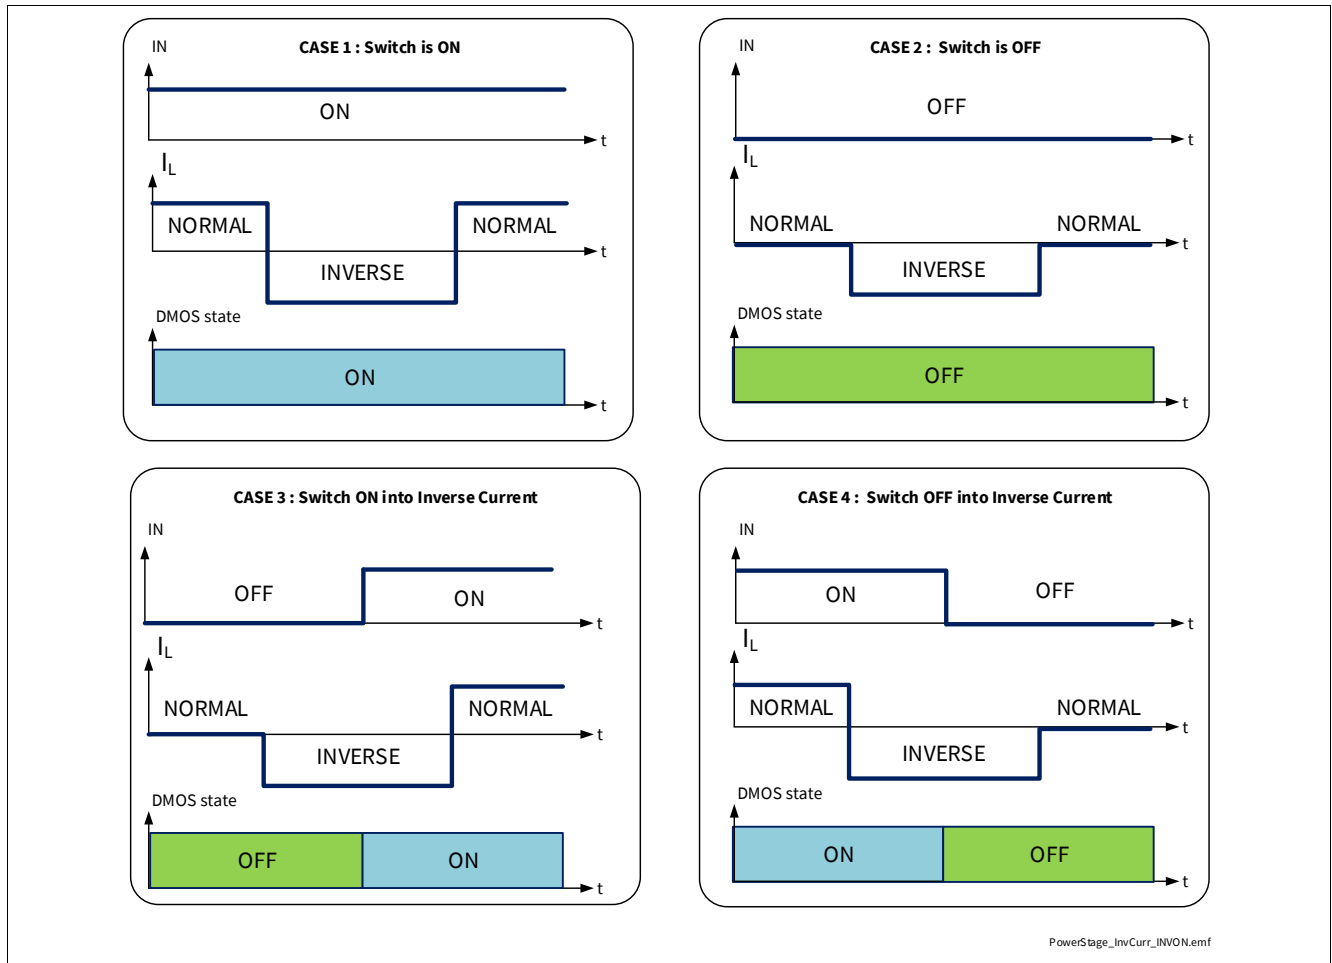 CASE 1 : Switch is ON
IN
ON
t
IL
NORMAL
NORMAL
INVERSE
t
DMOS state
ON
t
CASE 2 : Switch is OFF
IN
OFF
t
IL
NORMAL
NORMAL
INVERSE
t
DMOS state
OFF
t
CASE 3 : Switch ON into Inverse Current
IN
OFF
ON
t
IL
NORMAL
NORMAL
INVERSE
t
DMOS state
OFF
ON
t
CASE 4 : Switch OFF into Inverse Current
IN
ON
OFF
t
IL
NORMAL
NORMAL
INVERSE
t
DMOS state
ON
OFF
t
PowerStage_InvCurr_INVON.emf